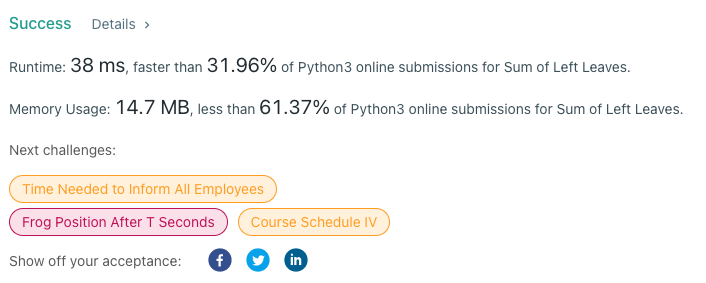 Success Details >
Runtime: 38 ms, faster than 31.96% of Python3 online submissions for Sum of Left Leaves.
Memory Usage: 14.7 MB, less than 61.37% of Python3 online submissions for Sum of Left Leaves.
Next challenges:
Time Needed to Inform All Employees
Frog Position After T Seconds Course Schedule IV
Show off your acceptance: f in